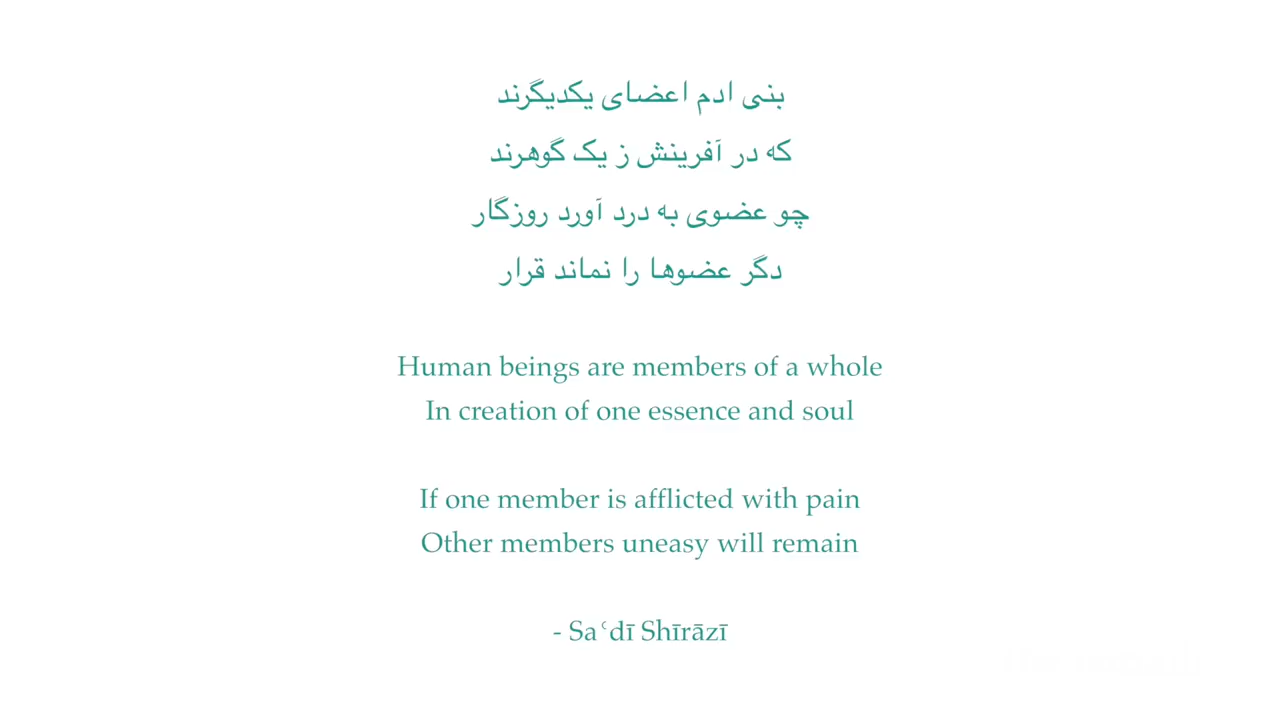 بنی ادم اعضای یکدیگرند
که در آفرینش ز یک گوهرند
چو عضوی به درد آورد روزگار
دگر عضوها را نماند قرار
Human beings are members of a whole
In creation of one essence and soul
If one member is afflicted with pain
Other members uneasy will remain
- Saʿdī Shīrāzī